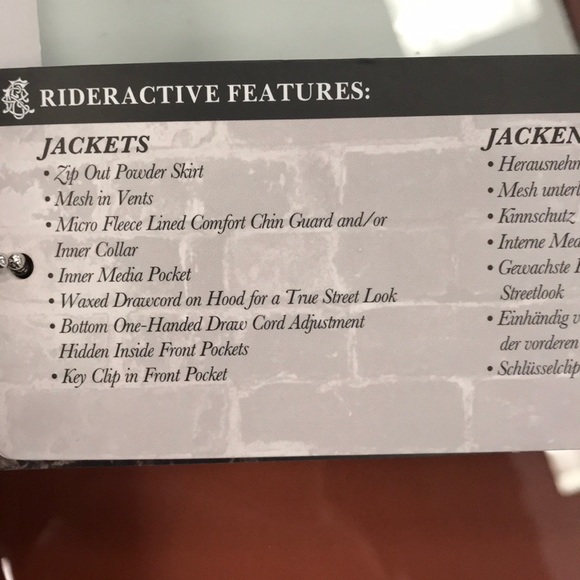 RIDERACTIVE FEATURES:
JACKETS
• Zip Out Powder Skirt
• Mesh in Vents
• Micro Fleece Lined Comfort Chin Guard and/or
Inner Collar
• Inner Media Pocket
• Waxed Drawcord on Hood for a True Street Look
• Bottom One-Handed Draw Cord Adjustment
Hidden Inside Front Pockets
• Key Clip in Front Pocket
JACKEN
• Herausnehm
• Mesh unterl
• Kinnschutz
• Interne Med
• Gewachste
Streetlook
• Einhändig v
der vorderen
• Schlüsselclip